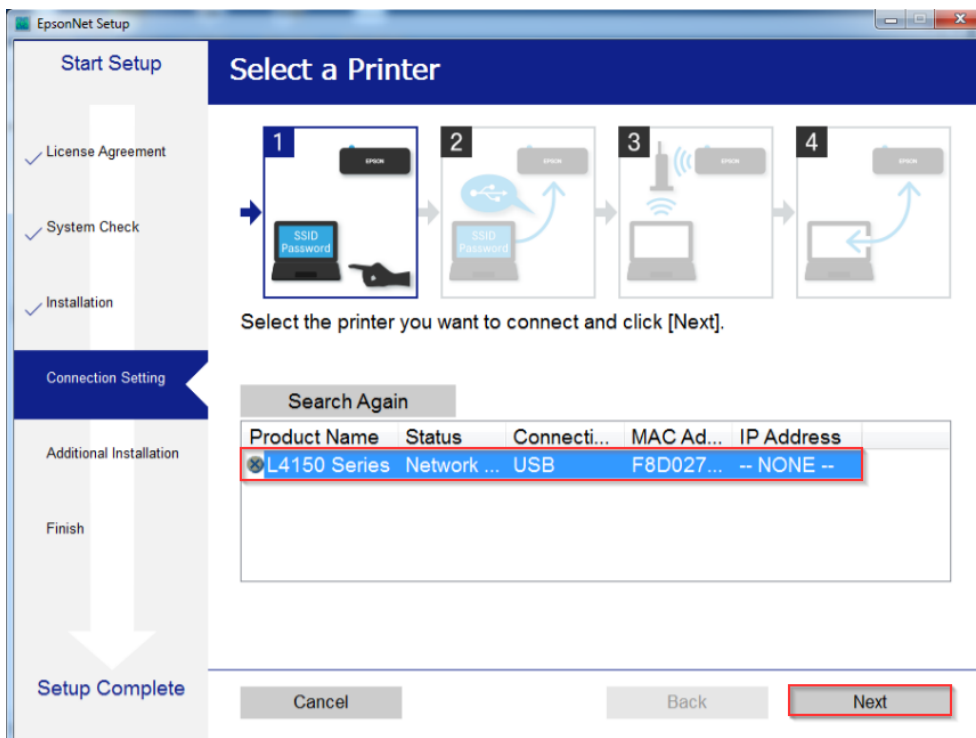 EpsonNet Setup
Start Setup
Select a Printer
License Agreement
System Check
Installation
Connection Setting
Additional Installation
Finish
Setup Complete
1
EPSON
SSID
Password
2
EPSON
SSID
Password
3
EPSON
4
EPSON
Select the printer you want to connect and click [Next].
Search Again
Product Name Status Connecti... MAC Ad... IP Address
L4150 Series Network ... USB F8D027... -- NONE --
Cancel Back Next